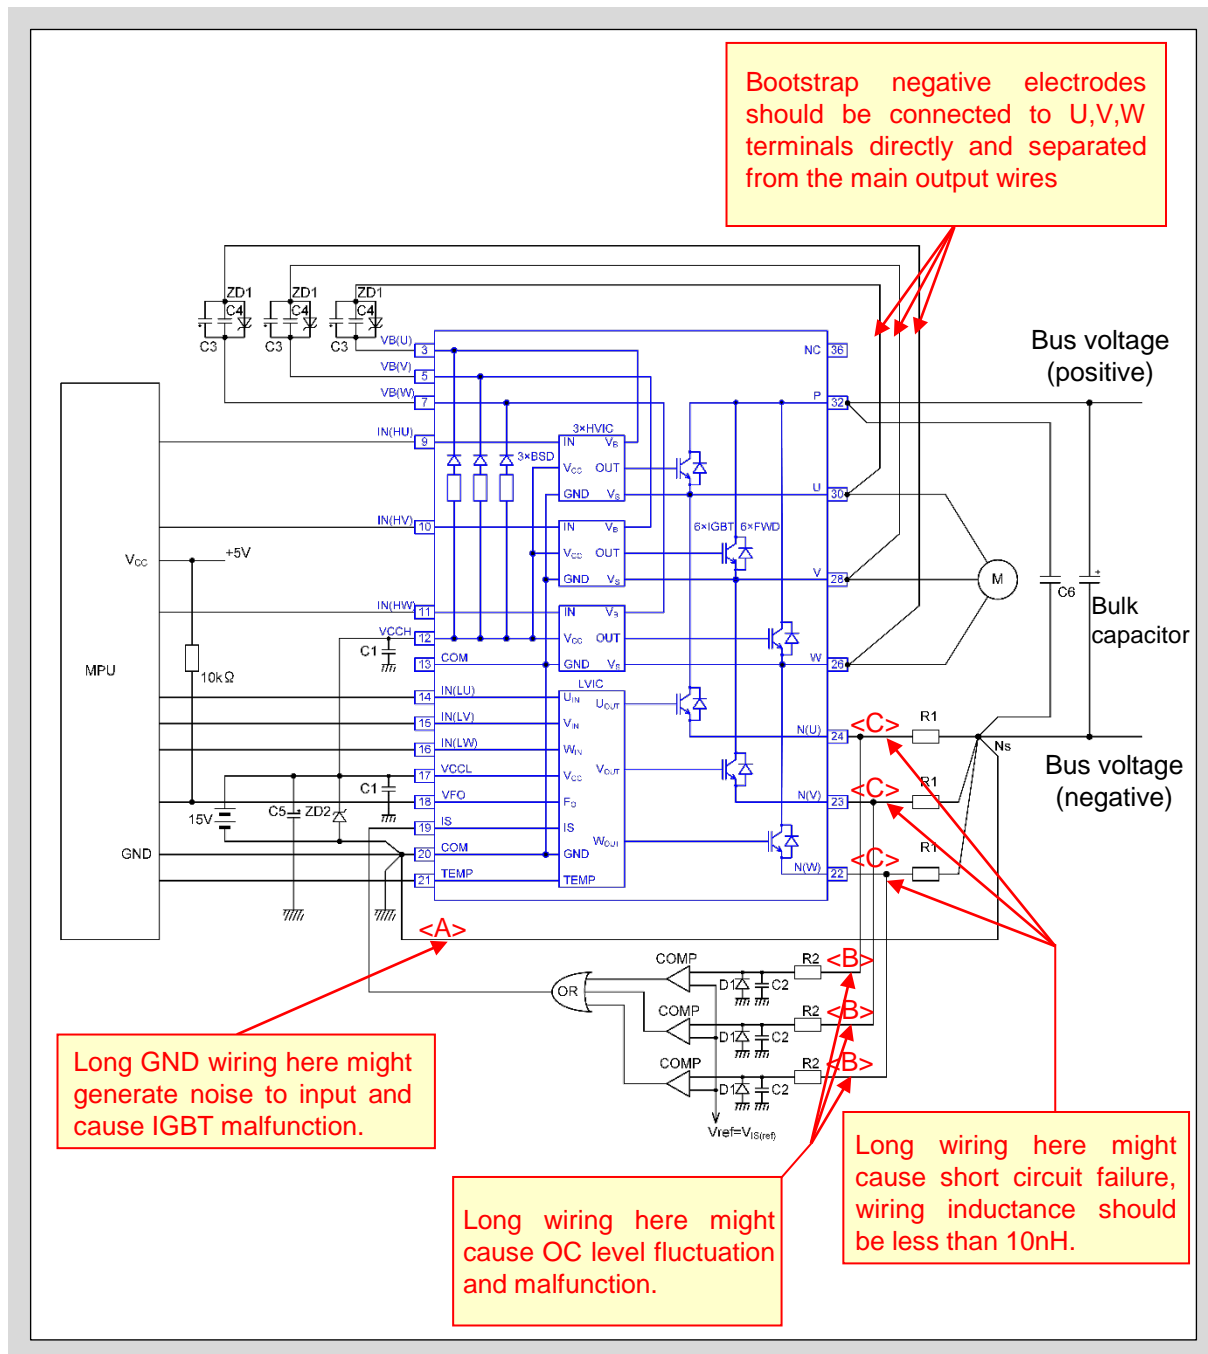 Bootstrap negative electrodes
should be connected to U,V,W
terminals directly and separated
from the main output wires
ZD1
C4
C3
ZD1
C4
C3
ZD1
C4
C3
VB(U)
3
VB(V)
5
VB(W)
7
NC
36
Bus voltage
(positive)
P
32
IN(HU)
9
3×BSD
3×HVIC
IN
VB
VCC
OUT
GND
VS
U
30
IN(HV)
10
IN
VB
VCC
OUT
GND
VS
6×IGBT
6×FWD
V
28
M
C6
+
Bulk
capacitor
VCC
+5V
IN(HW)
11
VCCH
12
C1
COM
13
IN
VB
VCC
OUT
GND
VS
W
26
MPU
10kΩ
LVIC
IN(LU)
14
UIN
UOUT
IN(LV)
15
VIN
N(U)
24
<C>
R1
Ns
IN(LW)
16
WIN
VCCL
17
VCC
VOUT
Bus voltage
(negative)
C1
VFO
18
FO
N(V)
23
<C>
R1
15V
C5
ZD2
IS
19
IS
WOUT
R1
GND
COM
20
GND
<C>
N(W)
22
TEMP
21
TEMP
<A>
COMP
R2
<B>
D1
C2
OR
COMP
R2
<B>
D1
C2
COMP
R2
<B>
D1
C2
Vref=VIS(ref)
Long GND wiring here might
generate noise to input and
cause IGBT malfunction.
Long wiring here might
cause short circuit failure,
wiring inductance should
be less than 10nH.
Long wiring here might
cause OC level fluctuation
and malfunction.